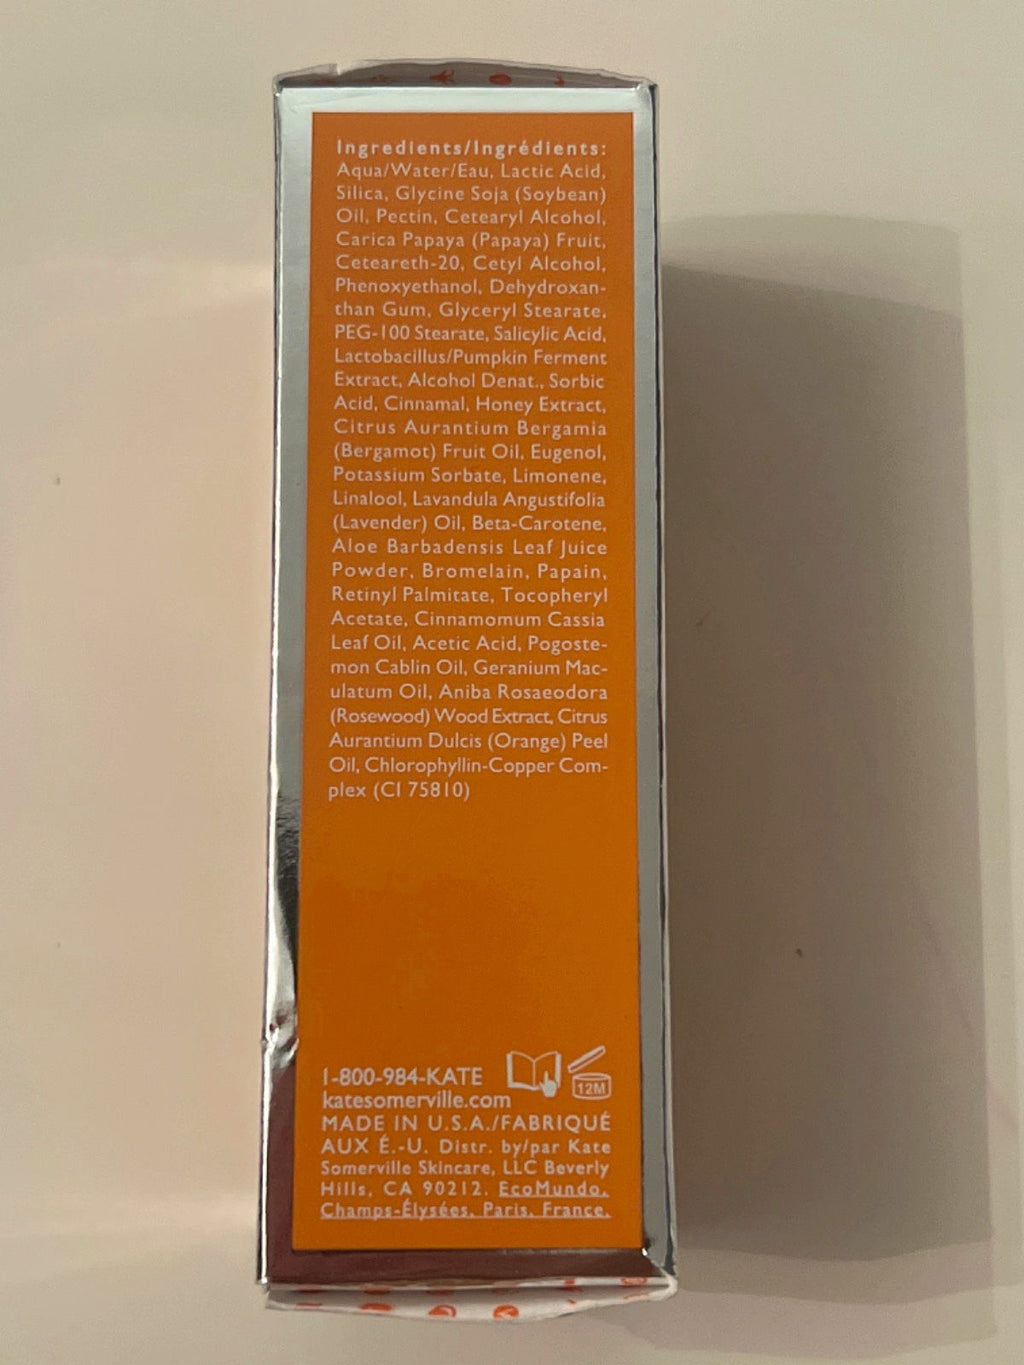 Ingredients/Ingrédients:
Aqua/Water/Eau, Lactic Acid,
Silica, Glycine Soja (Soybean)
Oil, Pectin, Cetearyl Alcohol,
Carica Papaya (Papaya) Fruit,
Ceteareth-20, Cetyl Alcohol,
Phenoxyethanol, Dehydroxan-
than Gum, Glyceryl Stearate,
PEG-100 Stearate, Salicylic Acid,
Lactobacillus/Pumpkin Ferment
Extract, Alcohol Denat., Sorbic
Acid, Cinnamal, Honey Extract,
Citrus Aurantium Bergamia
(Bergamot) Fruit Oil, Eugenol,
Potassium Sorbate, Limonene,
Linalool, Lavandula Angustifolia
(Lavender) Oil, Beta-Carotene,
Aloe Barbadensis Leaf Juice
Powder, Bromelain, Papain,
Retinyl Palmitate, Tocopheryl
Acetate, Cinnamomum Cassia
Leaf Oil, Acetic Acid, Pogoste-
mon Cablin Oil, Geranium Mac-
ulatum Oil, Aniba Rosaeodora
(Rosewood) Wood Extract, Citrus
Aurantium Dulcis (Orange) Peel
Oil, Chlorophyllin-Copper Com-
plex (CI 75810)
1-800-984-KATE
12M
katesomerville.com
MADE IN U.S.A./FABRIQUÉ
AUX É.-U. Distr. by/par Kate
Somerville Skincare, LLC Beverly
Hills, CA 90212. EcoMundo,
Champs-Élysées, Paris, France.